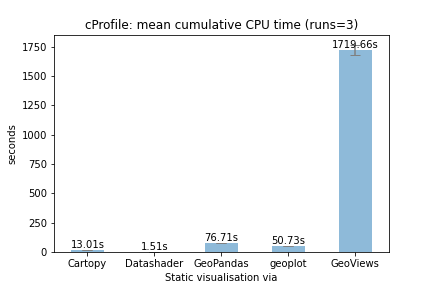 cProfile: mean cumulative CPU time (runs=3)
1750
1500
1250
1000
750
500
250
0
seconds
13.01s
1.51s
76.71s
50.73s
1719.66s
Cartopy
Datashader
GeoPandas
geoplot
GeoViews
Static visualisation via